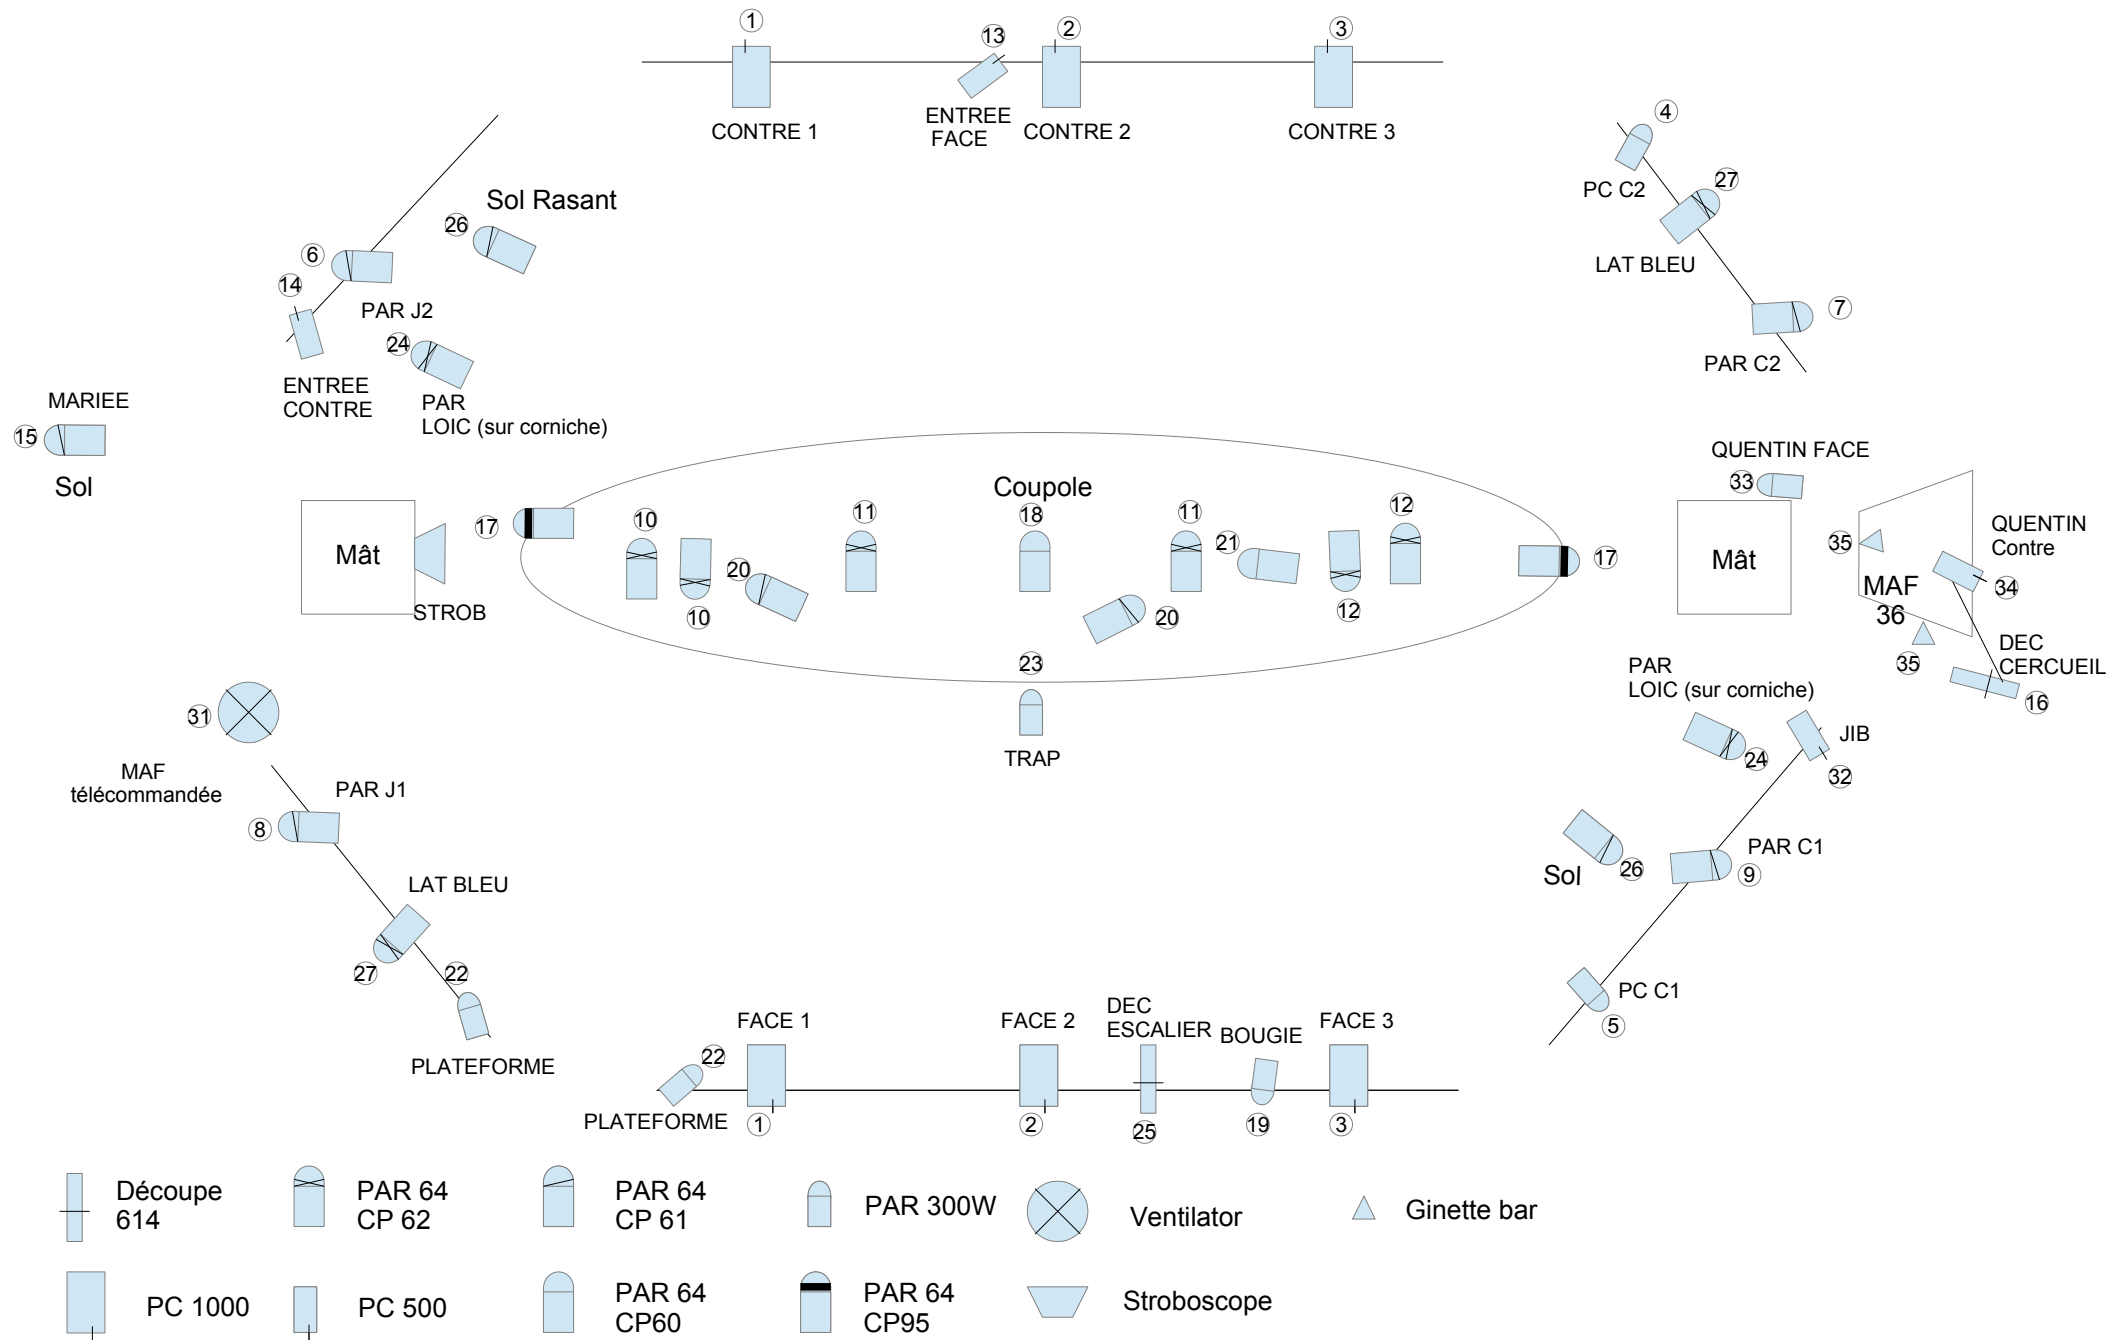 1
13
2
3
ENTREE
FACE
CONTRE 1
CONTRE 2
CONTRE 3
4
PC C2
27
LAT BLEU
7
PAR C2
Sol Rasant
26
6
14
PAR J2
24
ENTREE
CONTRE
PAR
LOIC (sur corniche)
MARIEE
15
Sol
Mât
STROB
17
10
10
20
11
Coupole
18
11
21
20
12
12
17
23
TRAP
QUENTIN FACE
33
Mât
35
MAF
36
QUENTIN
Contre
34
35
DEC
CERCUEIL
16
PAR
LOIC (sur corniche)
24
JIB
32
26
Sol
PAR C1
9
PC C1
5
31
MAF
télécommandée
PAR J1
8
LAT BLEU
27
22
PLATEFORME
22
PLATEFORME
FACE 1
1
FACE 2
2
DEC
ESCALIER
25
BOUGIE
19
FACE 3
3
Découpe
614
PAR 64
CP 62
PAR 64
CP 61
PAR 300W
Ventilator
Ginette bar
PC 1000
PC 500
PAR 64
CP60
PAR 64
CP95
Stroboscope